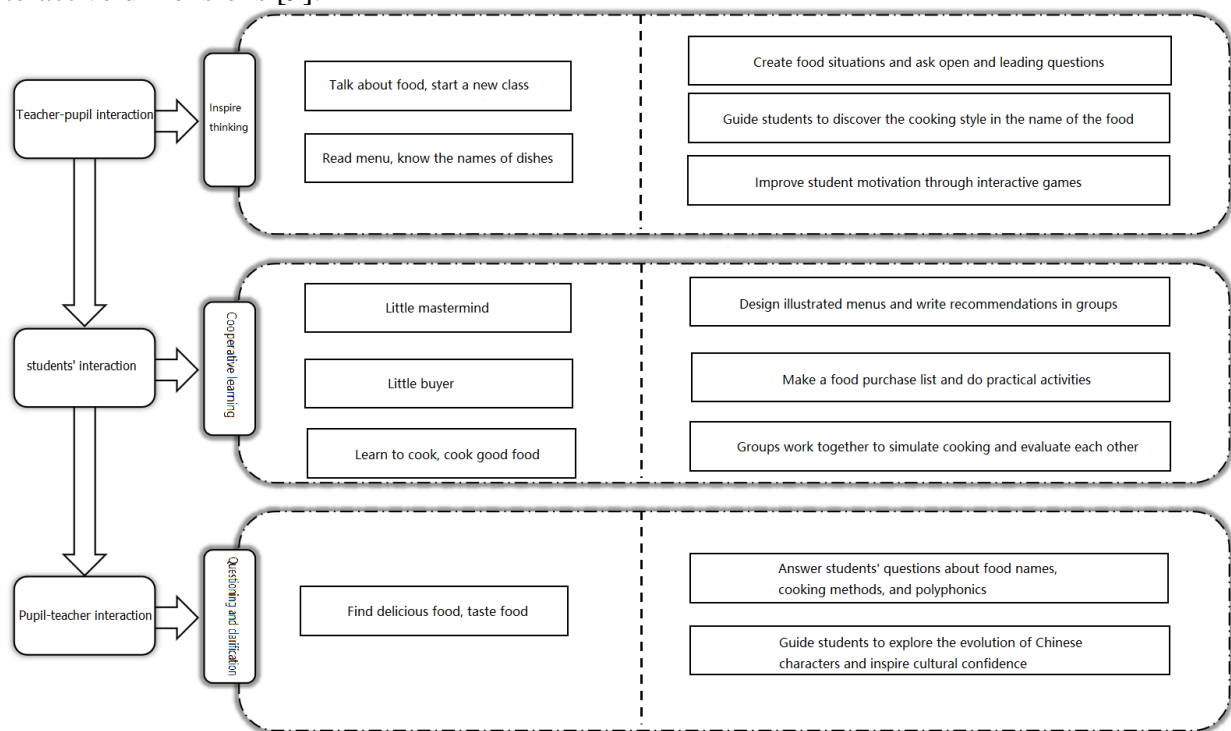 Teacher-pupil interaction
Inspire
thinking
Talk about food, start a new class
Read menu, know the names of dishes
Create food situations and ask open and leading questions
Guide students to discover the cooking style in the name of the food
Improve student motivation through interactive games
students' interaction
Cooperative learning
Little mastermind
Little buyer
Learn to cook, cook good food
Design illustrated menus and write recommendations in groups
Make a food purchase list and do practical activities
Groups work together to simulate cooking and evaluate each other
Pupil-teacher interaction
Questioning and clarification
Find delicious food, taste food
Answer students' questions about food names,
cooking methods, and polyphonics
Guide students to explore the evolution of Chinese
characters and inspire cultural confidence